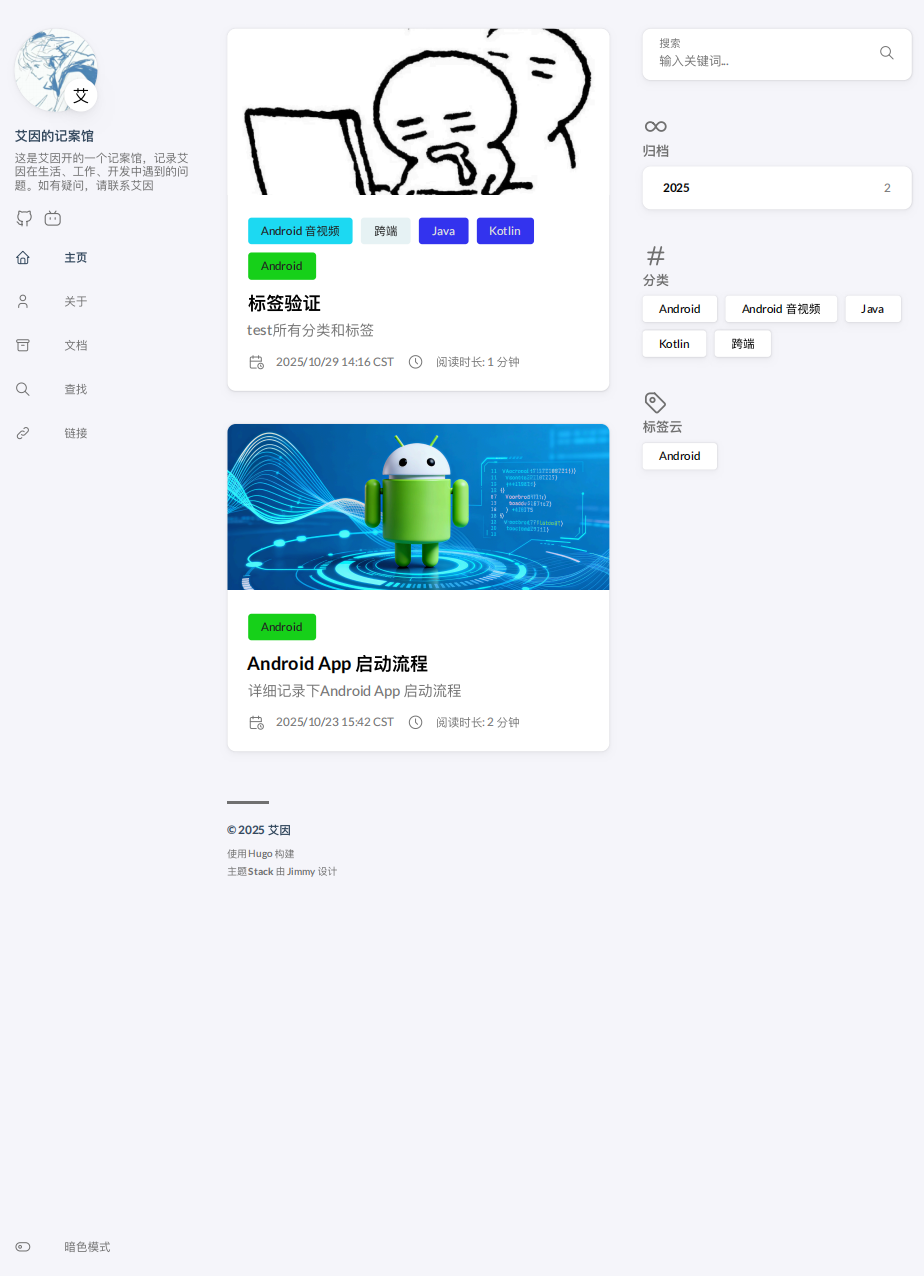 艾
艾因的记案馆
这是艾因开的一个记案馆，记录艾
因在生活、工作、开发中遇到的问
题。如有疑问，请联系艾因
主页
关于
文档
查找
链接
暗色模式
Android 音视频 跨端 Java Kotlin
Android
标签验证
test所有分类和标签
2025/10/29 14:16 CST 阅读时长: 1 分钟
Android
Android App 启动流程
详细记录下Android App 启动流程
2025/10/23 15:42 CST 阅读时长: 2 分钟
© 2025 艾因
使用 Hugo 构建
主题 Stack 由 Jimmy 设计
搜索
输入关键词...
归档
2025 2
分类
Android Android 音视频 Java
Kotlin 跨端
标签云
Android